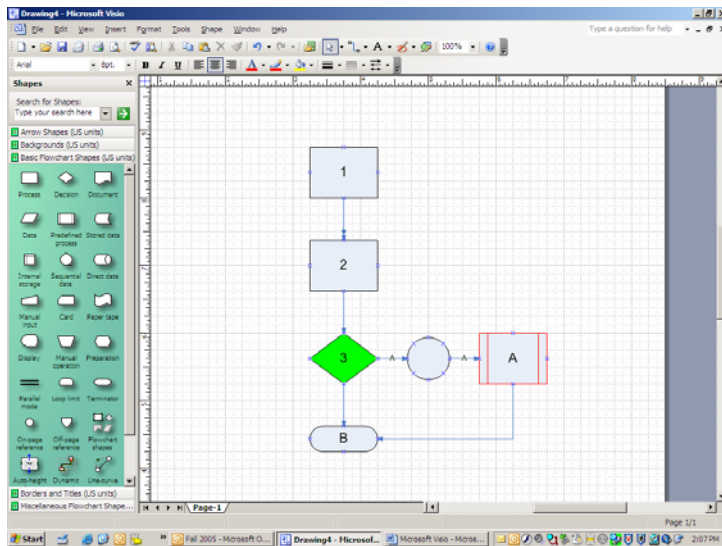 Drawing4 - Microsoft Visio
File Edit View Insert Format Tools Shape Window Help
Type a question for help
100%
Arial 8pt. B I U A
Shapes
Search for Shapes:
Type your search here
Arrow Shapes (US units)
Backgrounds (US units)
Basic Flowchart Shapes (US units)
Process Decision Document
Data Predefined process Stored data
Internal storage Sequential data Direct data
Manual input Card Paper tape
Display Manual operation Preparation
Parallel mode Loop limit Terminator
On-page reference Off-page reference Flowchart shapes
Auto-height Dynamic Line-curve
Borders and Titles (US units)
Miscellaneous Flowchart Shape...
1
2
3 A A A
B
Page-1
Page 1/1
Start Fall 2005 - Microsoft O... Drawing4 - Microsof... Microsoft Visio - Micros... 2:07 PM